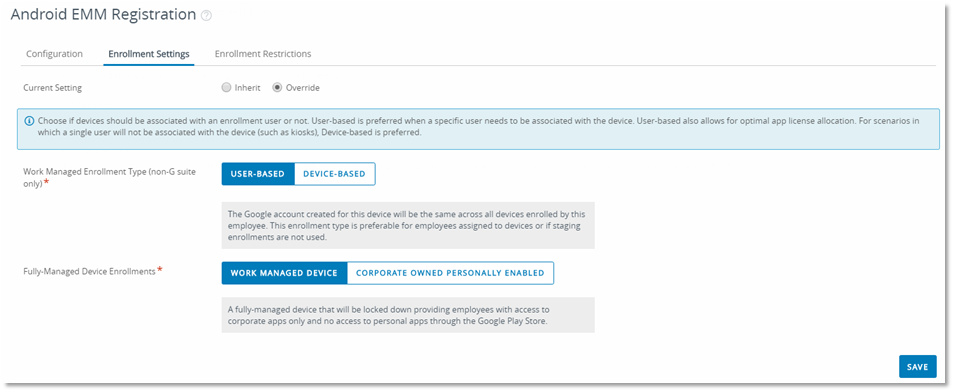 Android EMM Registration
Configuration Enrollment Settings Enrollment Restrictions
Current Setting Inherit Override
Choose if devices should be associated with an enrollment user or not. User-based is preferred when a specific user needs to be associated with the device. User-based also allows for optimal app license allocation. For scenarios in
which a single user will not be associated with the device (such as kiosks), Device-based is preferred.
Work Managed Enrollment Type (non-G suite
only)* USER-BASED DEVICE-BASED
The Google account created for this device will be the same across all devices enrolled by this
employee. This enrollment type is preferable for employees assigned to devices or if staging
enrollments are not used.
Fully-Managed Device Enrollments* WORK MANAGED DEVICE CORPORATE OWNED PERSONALLY ENABLED
A fully-managed device that will be locked down providing employees with access to
corporate apps only and no access to personal apps through the Google Play Store.
SAVE